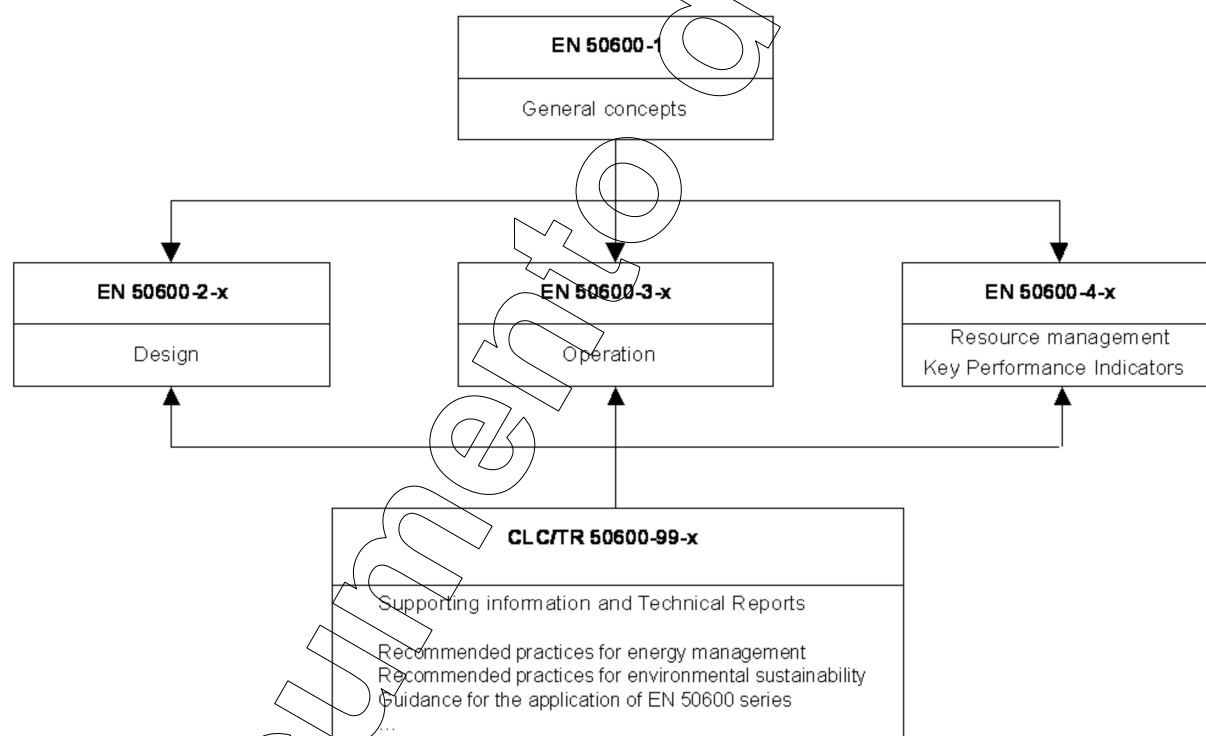 EN 50600-1
General concepts
EN 50600-2-x
EN 50600-3-x
EN 50600-4-x
Design
Operation
Resource management
Key Performance Indicators
CLC/TR 50600-99-x
Supporting information and Technical Reports
Recommended practices for energy management
Recommended practices for environmental sustainability
Guidance for the application of EN 50600 series
...